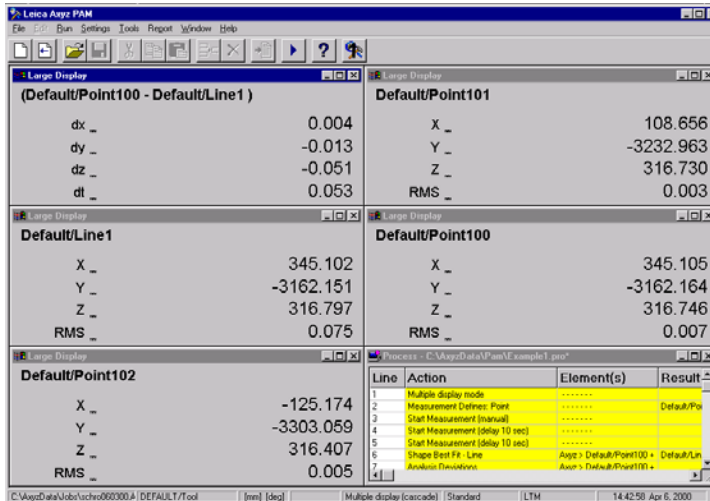 Leica Axyz PAM
File Edit Run Settings Tools Report Window Help
Large Display
(Default/Point100 - Default/Line1 )
dx 0.004
dy -0.013
dz -0.051
dt 0.053
Large Display
Default/Point101
X 108.656
Y -3232.963
Z 316.730
RMS 0.003
Large Display
Default/Line1
X 345.102
Y -3162.151
Z 316.797
RMS 0.075
Large Display
Default/Point100
X 345.105
Y -3162.164
Z 316.746
RMS 0.007
Large Display
Default/Point102
X -125.174
Y -3303.059
Z 316.407
RMS 0.005
Process - C:\AxyzData\Pam\Example1.pro*
Line Action Element(s) Result
1 Multiple display mode -------
2 Measurement Defines: Point ------- Default/Poi
3 Start Measurement (manual) -------
4 Start Measurement (delay 10 sec) -------
5 Start Measurement (delay 10 sec) -------
6 Shape Best Fit - Line Axyz > Default/Point100 + Default/Lin
7 Analysis Deviations Axyz > Default/Point100 +
C:\AxyzData\Jobs\schro060300.A DEFAULT/Tool [mm] [deg] Multiple display (cascade) Standard LTM 14:42:58 Apr 6, 2000